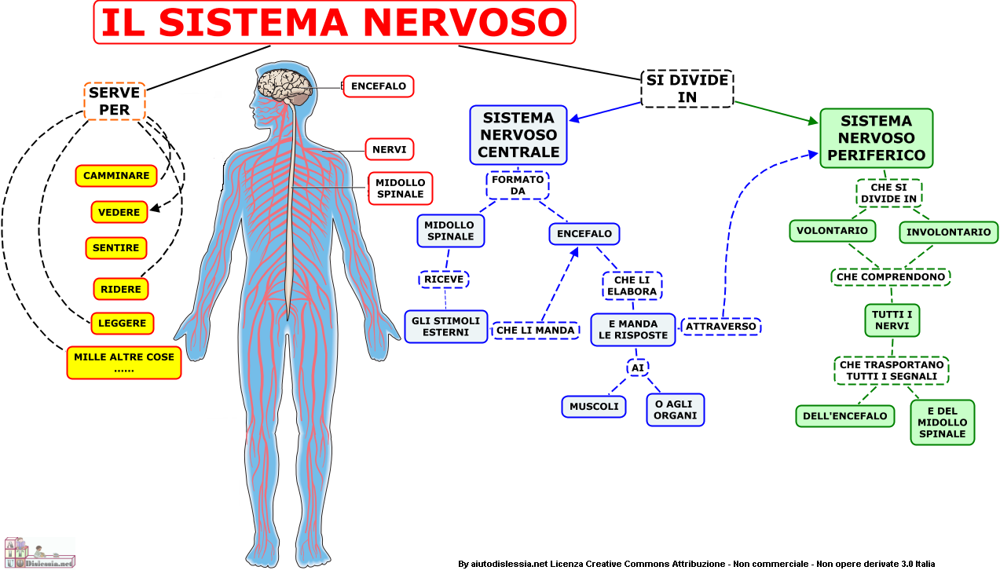 IL SISTEMA NERVOSO
SERVE
PER
CAMMINARE
VEDERE
SENTIRE
RIDERE
LEGGERE
MILLE ALTRE COSE
......
ENCEFALO
NERVI
MIDOLLO
SPINALE
SI DIVIDE
IN
SISTEMA
NERVOSO
CENTRALE
FORMATO
DA
MIDOLLO
SPINALE
RICEVE
GLI STIMOLI
ESTERNI
CHE LI MANDA
ENCEFALO
CHE LI
ELABORA
E MANDA
LE RISPOSTE
ATTRAVERSO
AI
MUSCOLI
O AGLI
ORGANI
SISTEMA
NERVOSO
PERIFERICO
CHE SI
DIVIDE IN
VOLONTARIO
INVOLONTARIO
CHE COMPRENDONO
TUTTI I
NERVI
CHE TRASPORTANO
TUTTI I SEGNALI
DELL'ENCEFALO
E DEL
MIDOLLO
SPINALE
AIUTO
Dislessia.net
By aiutodislessia.net Licenza Creative Commons Attribuzione - Non commerciale - Non opere derivate 3.0 Italia